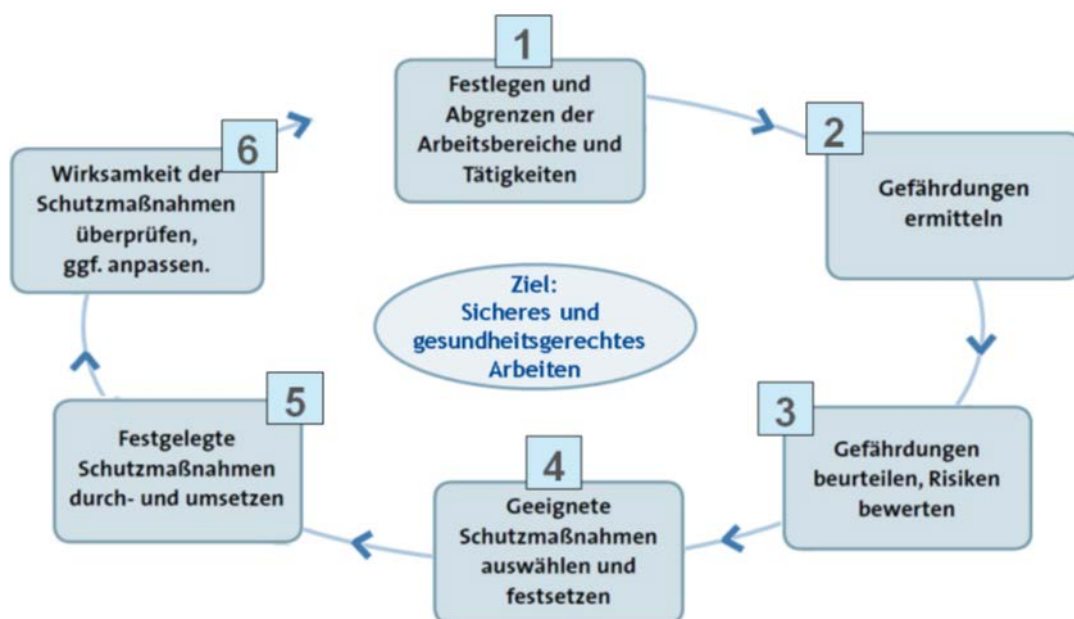 1
Festlegen und
Abgrenzen der
Arbeitsbereiche und
Tätigkeiten
2
Gefährdungen
ermitteln
3
Gefährdungen
beurteilen, Risiken
bewerten
4
Geeignete
Schutzmaßnahmen
auswählen und
festsetzen
5
Festgelegte
Schutzmaßnahmen
durch- und umsetzen
6
Wirksamkeit der
Schutzmaßnahmen
überprüfen,
ggf. anpassen.
Ziel:
Sicheres und
gesundheitsgerechtes
Arbeiten